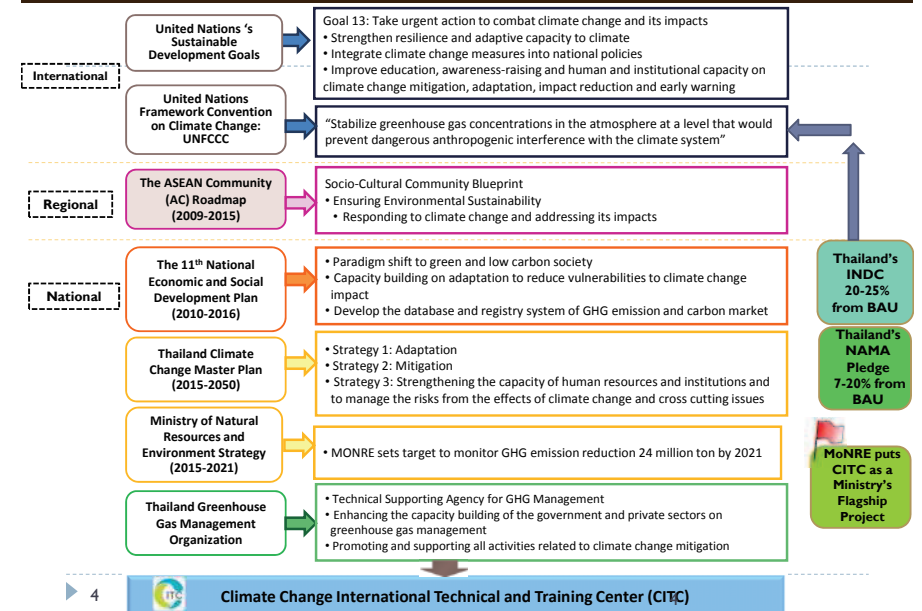 United Nations 's
Sustainable
Development Goals
Goal 13: Take urgent action to combat climate change and its impacts
• Strengthen resilience and adaptive capacity to climate
• Integrate climate change measures into national policies
• Improve education, awareness-raising and human and institutional capacity on
climate change mitigation, adaptation, impact reduction and early warning
International
United Nations
Framework Convention
on Climate Change:
UNFCCC
“Stabilize greenhouse gas concentrations in the atmosphere at a level that would
prevent dangerous anthropogenic interference with the climate system”
Regional
The ASEAN Community
(AC) Roadmap
(2009-2015)
Socio-Cultural Community Blueprint
• Ensuring Environmental Sustainability
• Responding to climate change and addressing its impacts
National
The 11th National
Economic and Social
Development Plan
(2010-2016)
• Paradigm shift to green and low carbon society
• Capacity building on adaptation to reduce vulnerabilities to climate change
impact
• Develop the database and registry system of GHG emission and carbon market
Thailand's
INDC
20-25%
from BAU
Thailand Climate
Change Master Plan
(2015-2050)
• Strategy 1: Adaptation
• Strategy 2: Mitigation
• Strategy 3: Strengthening the capacity of human resources and institutions and
to manage the risks from the effects of climate change and cross cutting issues
Thailand's
NAMA
Pledge
7-20% from
BAU
Ministry of Natural
Resources and
Environment Strategy
(2015-2021)
• MONRE sets target to monitor GHG emission reduction 24 million ton by 2021
MoNRE puts
CITC as a
Ministry's
Flagship
Project
Thailand Greenhouse
Gas Management
Organization
• Technical Supporting Agency for GHG Management
• Enhancing the capacity building of the government and private sectors on
greenhouse gas management
• Promoting and supporting all activities related to climate change mitigation
4
CITC
Climate Change International Technical and Training Center (CITC)